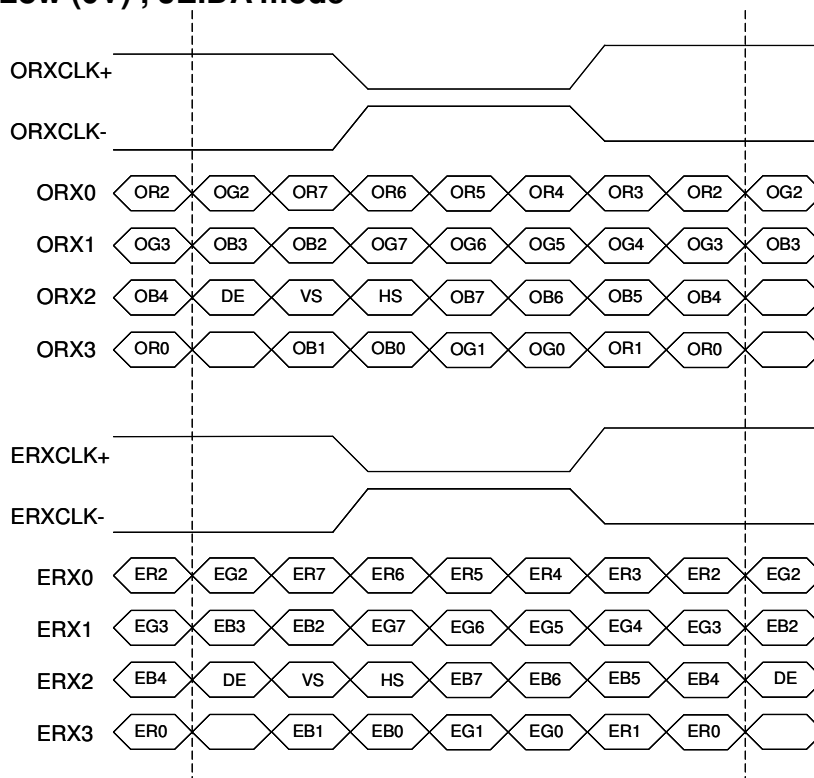 ORXCLK+
ORXCLK-
ORX0 OR2 OG2 OR7 OR6 OR5 OR4 OR3 OR2 OG2
ORX1 OG3 OB3 OB2 OG7 OG6 OG5 OG4 OG3 OB3
ORX2 OB4 DE VS HS OB7 OB6 OB5 OB4
ORX3 OR0 OB1 OB0 OG1 OG0 OR1 OR0
ERXCLK+
ERXCLK-
ERX0 ER2 EG2 ER7 ER6 ER5 ER4 ER3 ER2 EG2
ERX1 EG3 EB3 EB2 EG7 EG6 EG5 EG4 EG3 EB2
ERX2 EB4 DE VS HS EB7 EB6 EB5 EB4 DE
ERX3 ER0 EB1 EB0 EG1 EG0 ER1 ER0